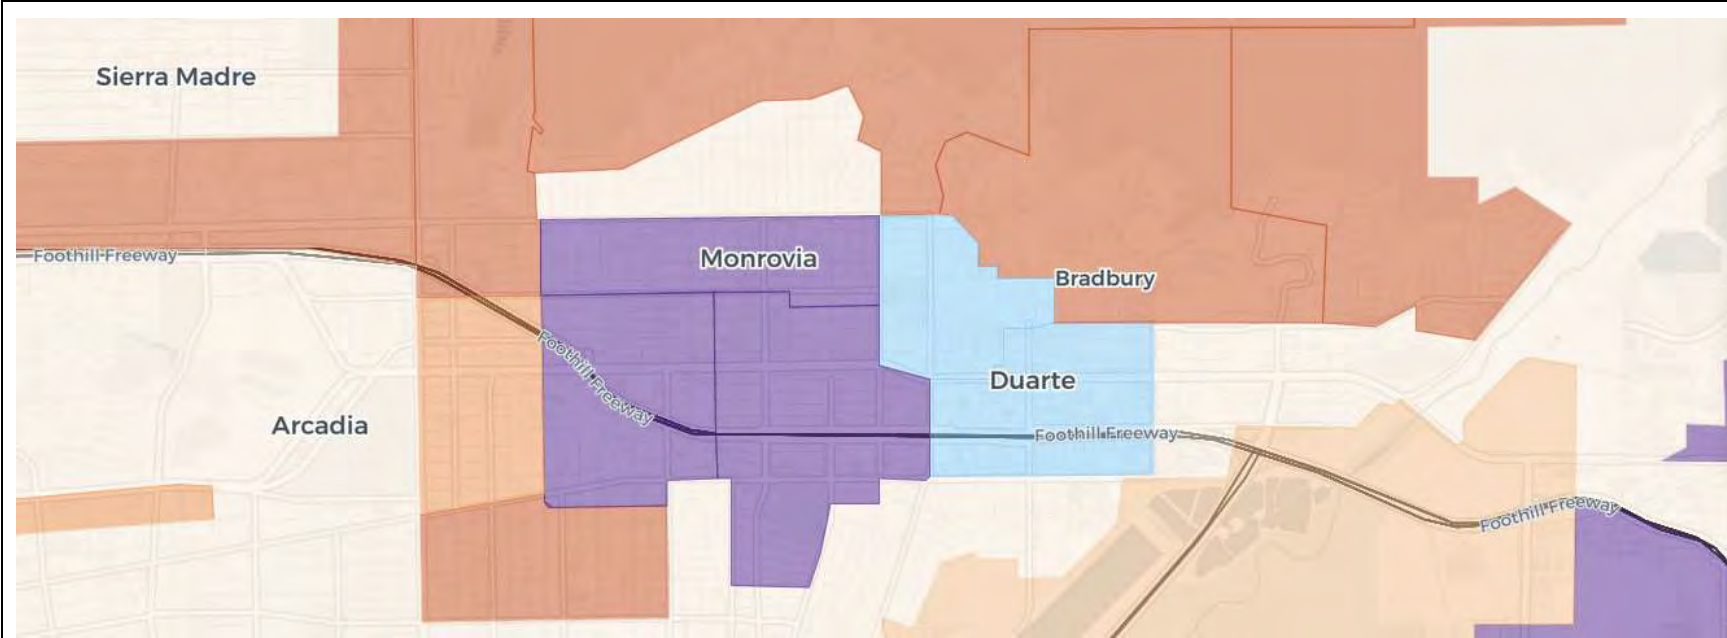 Sierra Madre
Foothill Freeway
Monrovia
Bradbury
Foothill Freeway
Duarte
Arcadia
Foothill Freeway
Foothill Freeway